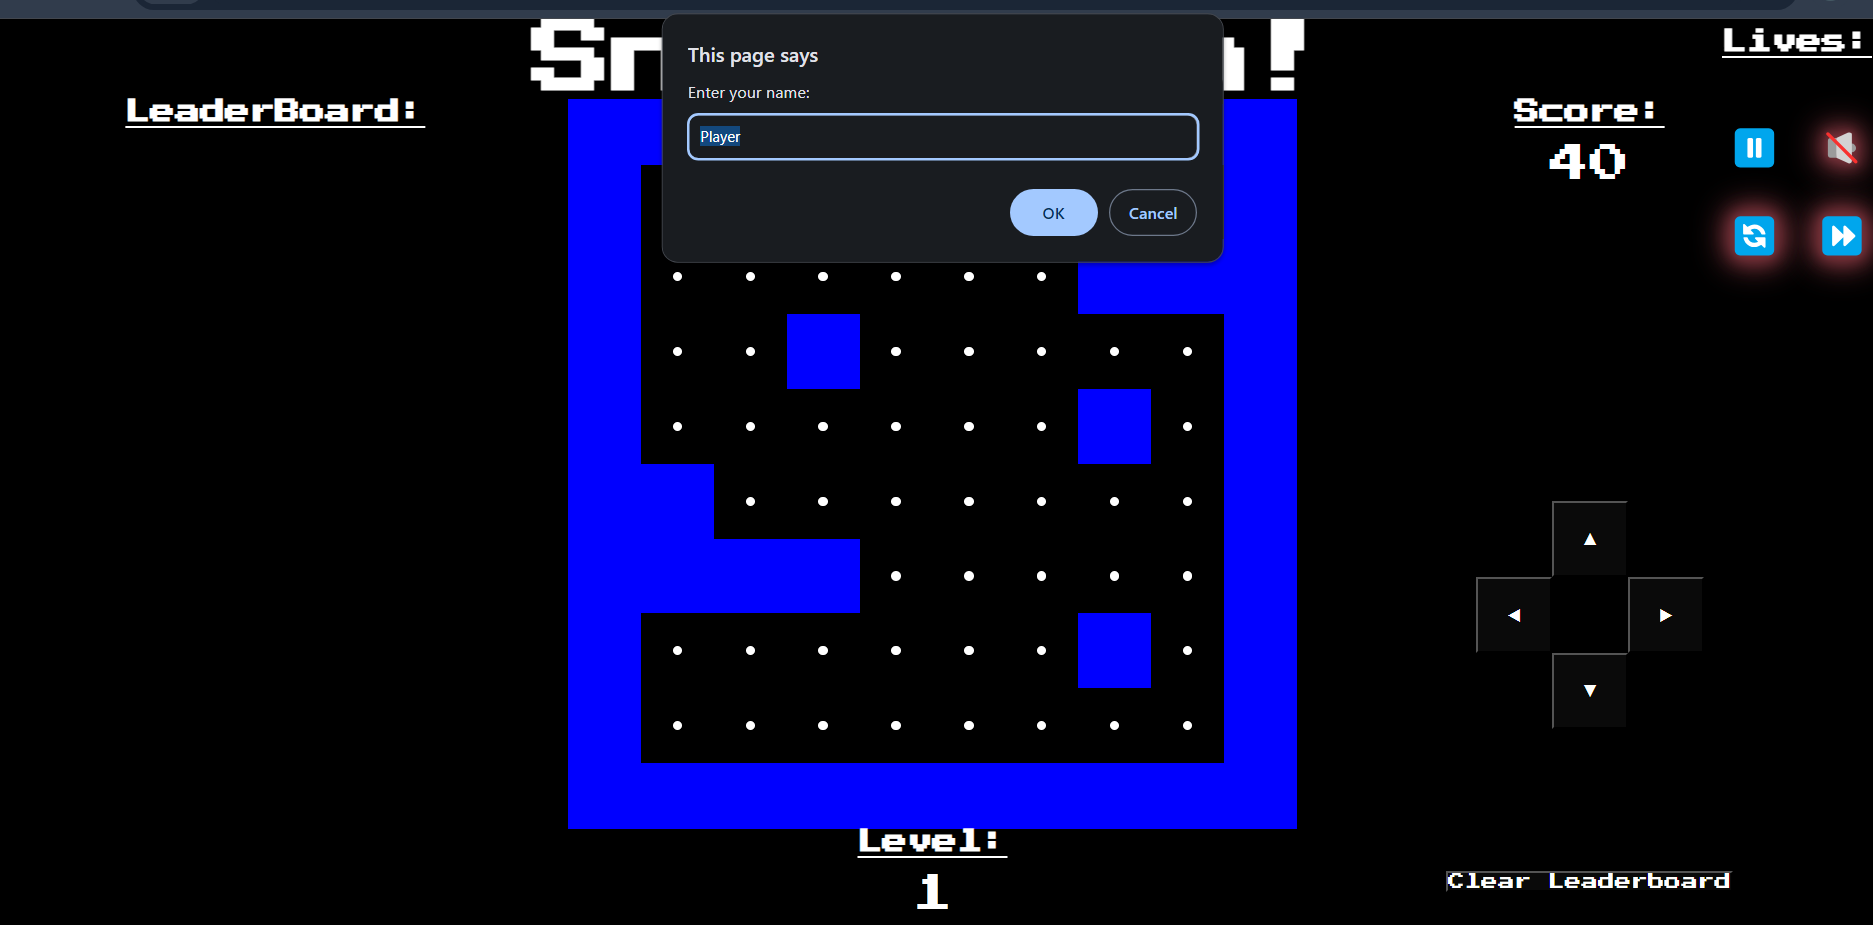 This page says
Enter your name:
Player
OK
Cancel
Lives:
LeaderBoard:
Score:
40
Level:
1
Clear Leaderboard